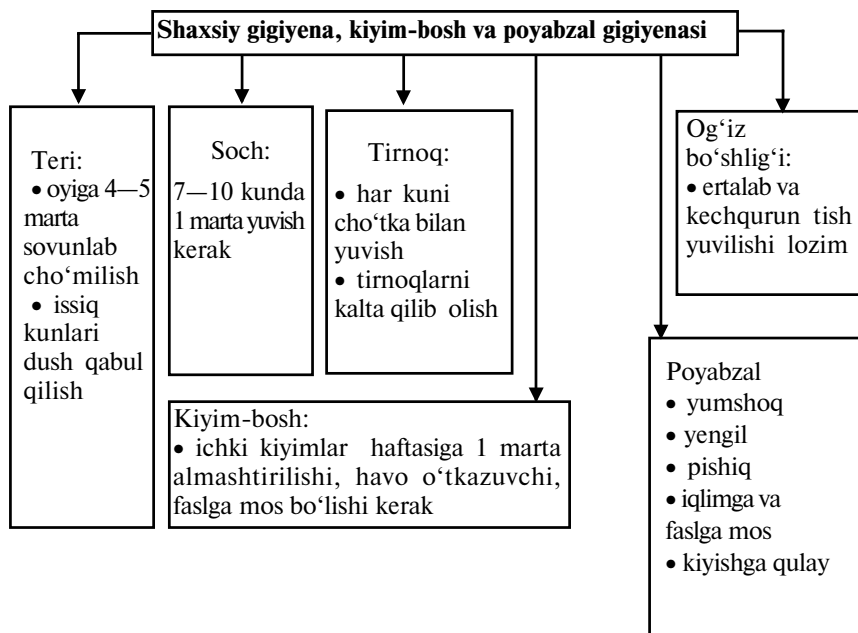 Shaxsiy gigiyena, kiyim-bosh va poyabzal gigiyenasi
Teri:
• oyiga 4—5
marta
sovunlab
cho‘milish
• issiq
kunlari
dush qabul
qilish
Soch:
7—10 kunda
1 marta yuvish
kerak
Tirnoq:
• har kuni
cho‘tka bilan
yuvish
• tirnoqlarni
kalta qilib olish
Og‘iz
bo‘shlig‘i:
• ertalab va
kechqurun tish
yuvilishi lozim
Kiyim-bosh:
• ichki kiyimlar haftasiga 1 marta
almashtirilishi, havo o‘tkazuvchi,
faslga mos bo‘lishi kerak
Poyabzal
• yumshoq
• yengil
• pishiq
• iqlimga va
faslga mos
• kiyishga qulay